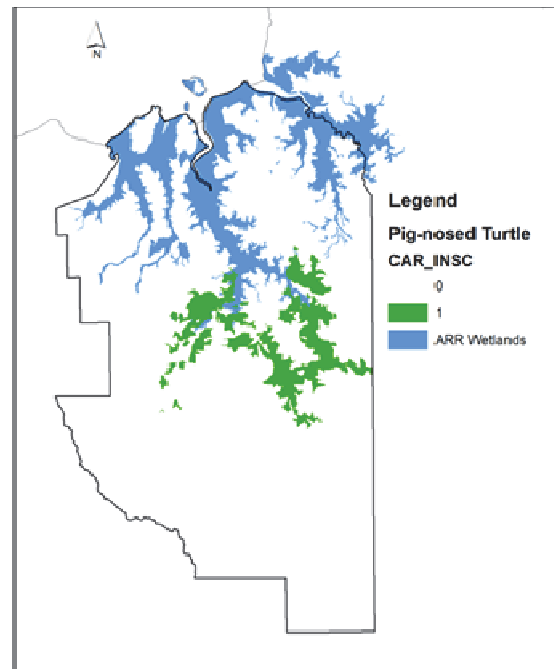 N
Legend
Pig-nosed Turtle
CAR_INSC
0
1
ARR Wetlands